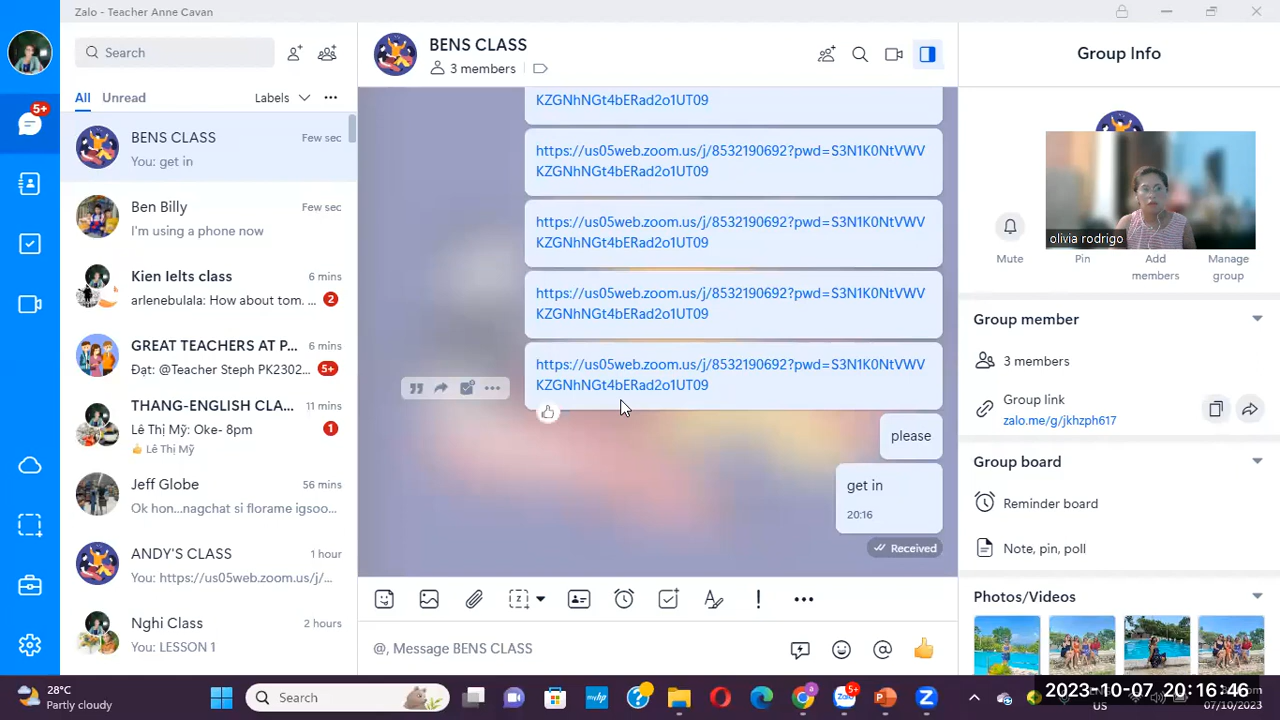 Zalo - Teacher Anne Cavan
Search
All
Unread
Labels
BENS CLASS
Few sec
You: get in
Ben Billy
Few sec
I'm using a phone now
Kien Ielts class
6 mins
arlenebulala: How about tom. ...
2
GREAT TEACHERS AT P...
6 mins
Đạt: @Teacher Steph PK2302...
5+
THANG-ENGLISH CLA...
11 mins
Lê Thị Mỹ: Oke- 8pm
1
Lê Thị Mỹ
Jeff Globe
56 mins
Ok hon...nagchat si florame igsoo...
ANDY'S CLASS
1 hour
You: https://us05web.zoom.us/j/...
Nghi Class
2 hours
You: LESSON 1
5+
BENS CLASS
3 members
KZGNhNGt4bERad2o1UT09
https://us05web.zoom.us/j/8532190692?pwd=S3N1K0NtVWV
KZGNhNGt4bERad2o1UT09
https://us05web.zoom.us/j/8532190692?pwd=S3N1K0NtVWV
KZGNhNGt4bERad2o1UT09
https://us05web.zoom.us/j/8532190692?pwd=S3N1K0NtVWV
KZGNhNGt4bERad2o1UT09
https://us05web.zoom.us/j/8532190692?pwd=S3N1K0NtVWV
KZGNhNGt4bERad2o1UT09
please
get in
20:16
Received
@, Message BENS CLASS
Group Info
olivia rodrigo
Mute
Pin
Add
members
Manage
group
Group member
3 members
Group link
zalo.me/g/jkhzph617
Group board
Reminder board
Note, pin, poll
Photos/Videos
28°C
Partly cloudy
Search
myhp
Zalo
5+
US
2023-10-07, 20:16:46
07/10/2023